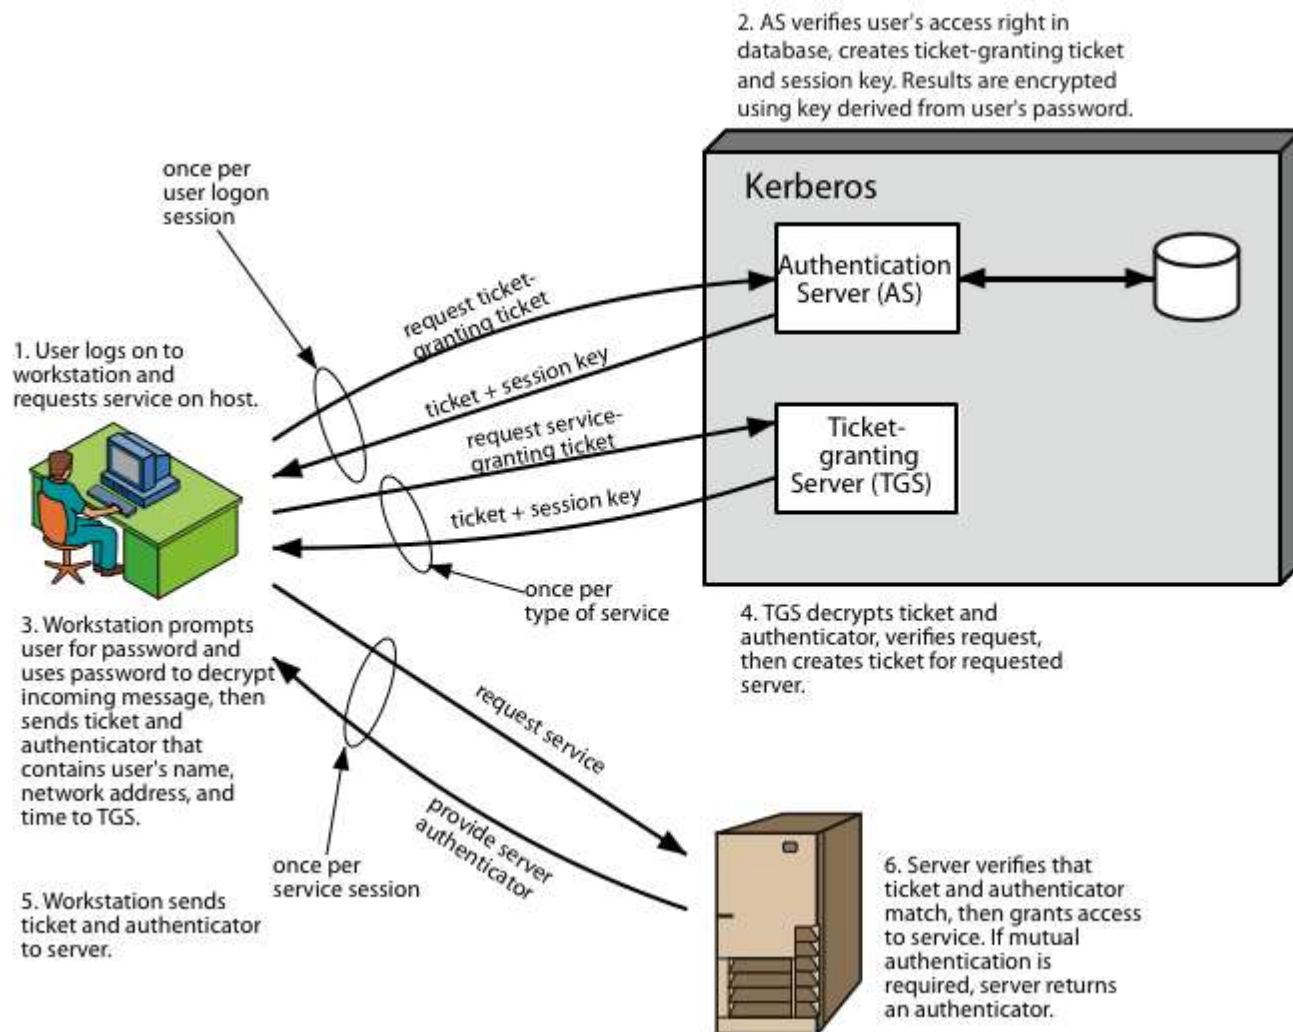 2. AS verifies user's access right in
database, creates ticket-granting ticket
and session key. Results are encrypted
using key derived from user's password.
once per
user logon
session
Kerberos
Authentication
Server (AS)
request ticket-
granting ticket
1. User logs on to
workstation and
requests service on host.
ticket + session key
request service-
granting ticket
Ticket-
granting
Server (TGS)
ticket + session key
once per
type of service
3. Workstation prompts
user for password and
uses password to decrypt
incoming message, then
sends ticket and
authenticator that
contains user's name,
network address, and
time to TGS.
4. TGS decrypts ticket and
authenticator, verifies request,
then creates ticket for requested
server.
request service
provide server
authenticator
once per
service session
5. Workstation sends
ticket and authenticator
to server.
6. Server verifies that
ticket and authenticator
match, then grants access
to service. If mutual
authentication is
required, server returns
an authenticator.